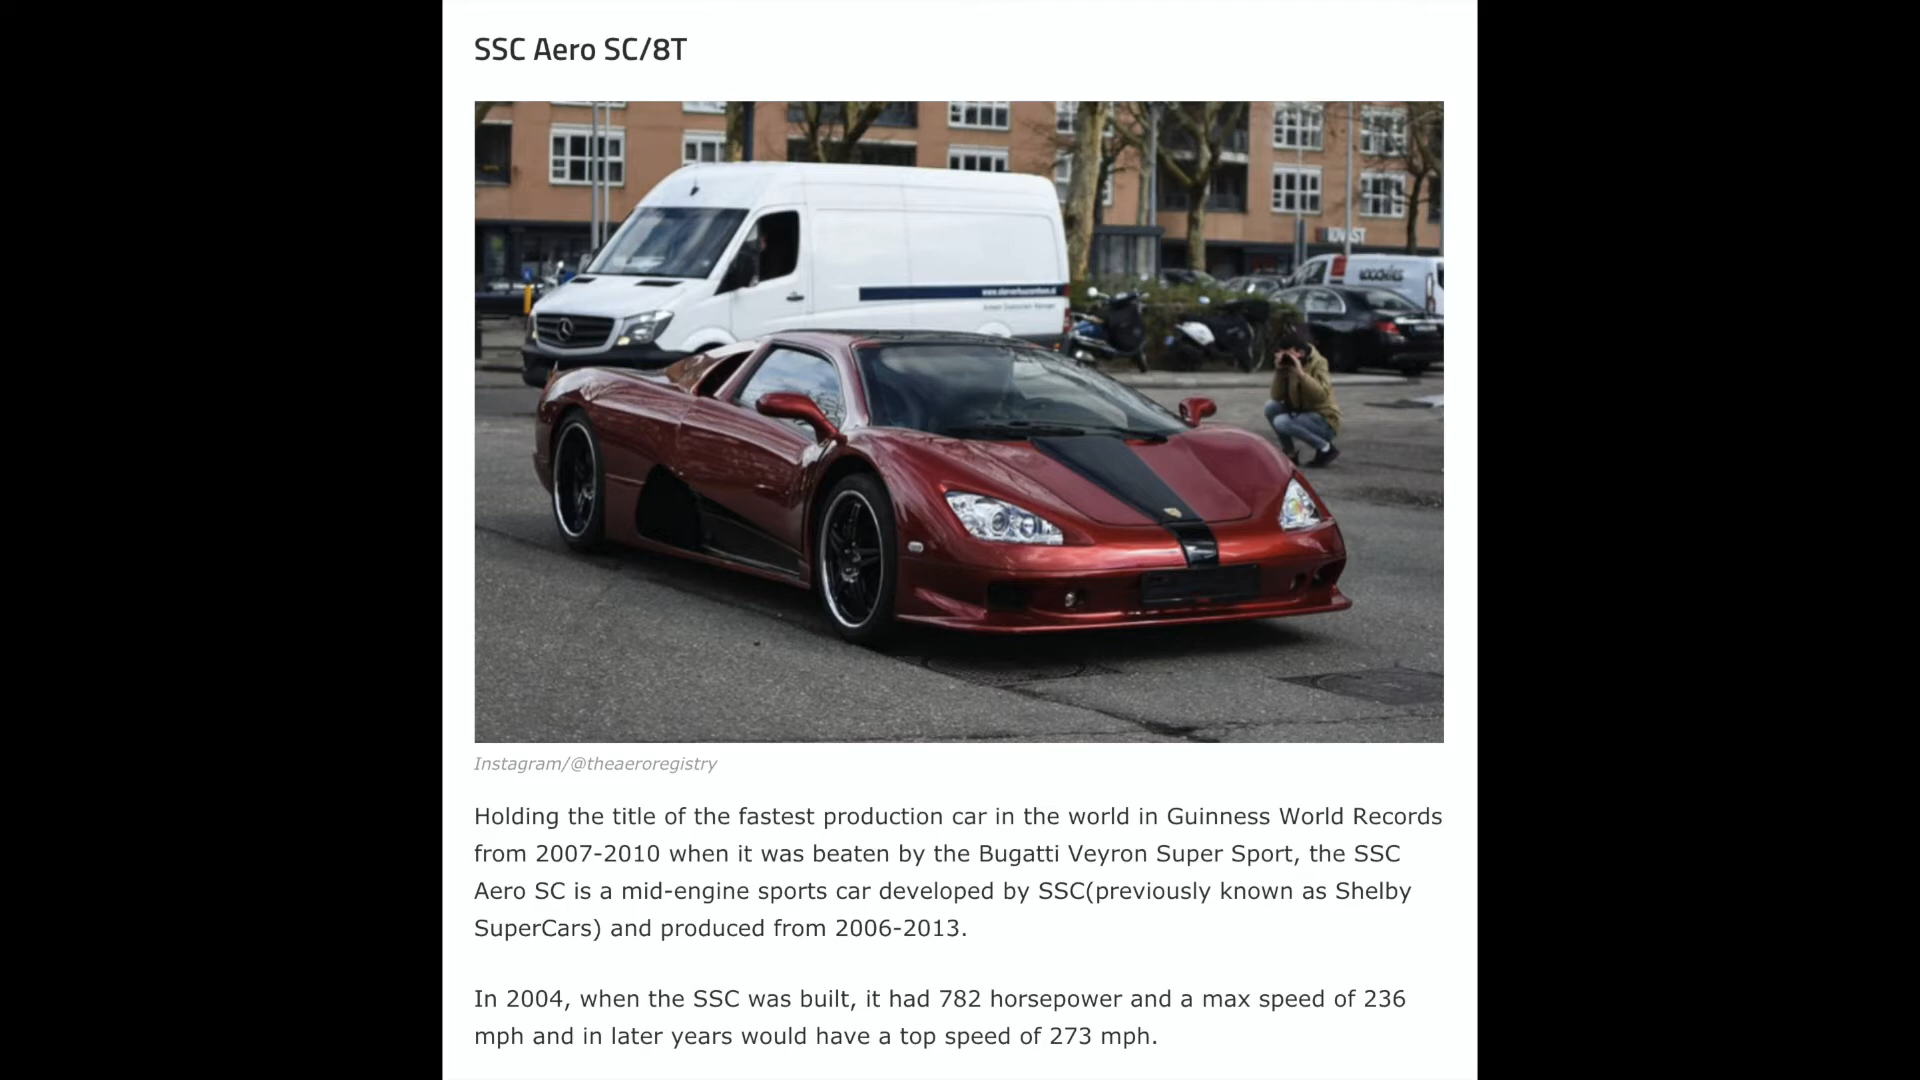 SSC Aero SC/8T
IOVAST
Instagram/@theaeroregistry
Holding the title of the fastest production car in the world in Guinness World Records
from 2007-2010 when it was beaten by the Bugatti Veyron Super Sport, the SSC
Aero SC is a mid-engine sports car developed by SSC(previously known as Shelby
SuperCars) and produced from 2006-2013.
In 2004, when the SSC was built, it had 782 horsepower and a max speed of 236
mph and in later years would have a top speed of 273 mph.